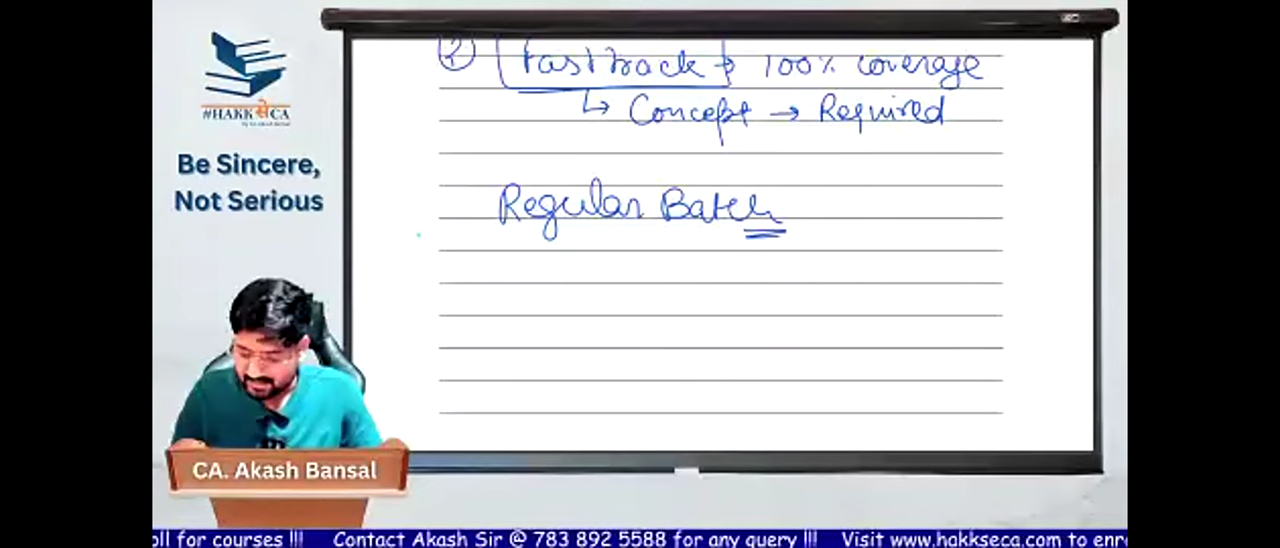 ② Fasttrack → 100% coverage
↳ Concept → Required
Regular Batch
#HAKKसेCA
Be Sincere,
Not Serious
CA. Akash Bansal
oll for courses !!! Contact Akash Sir @ 783 892 5588 for any query !!! Visit www.hakkseca.com to enr